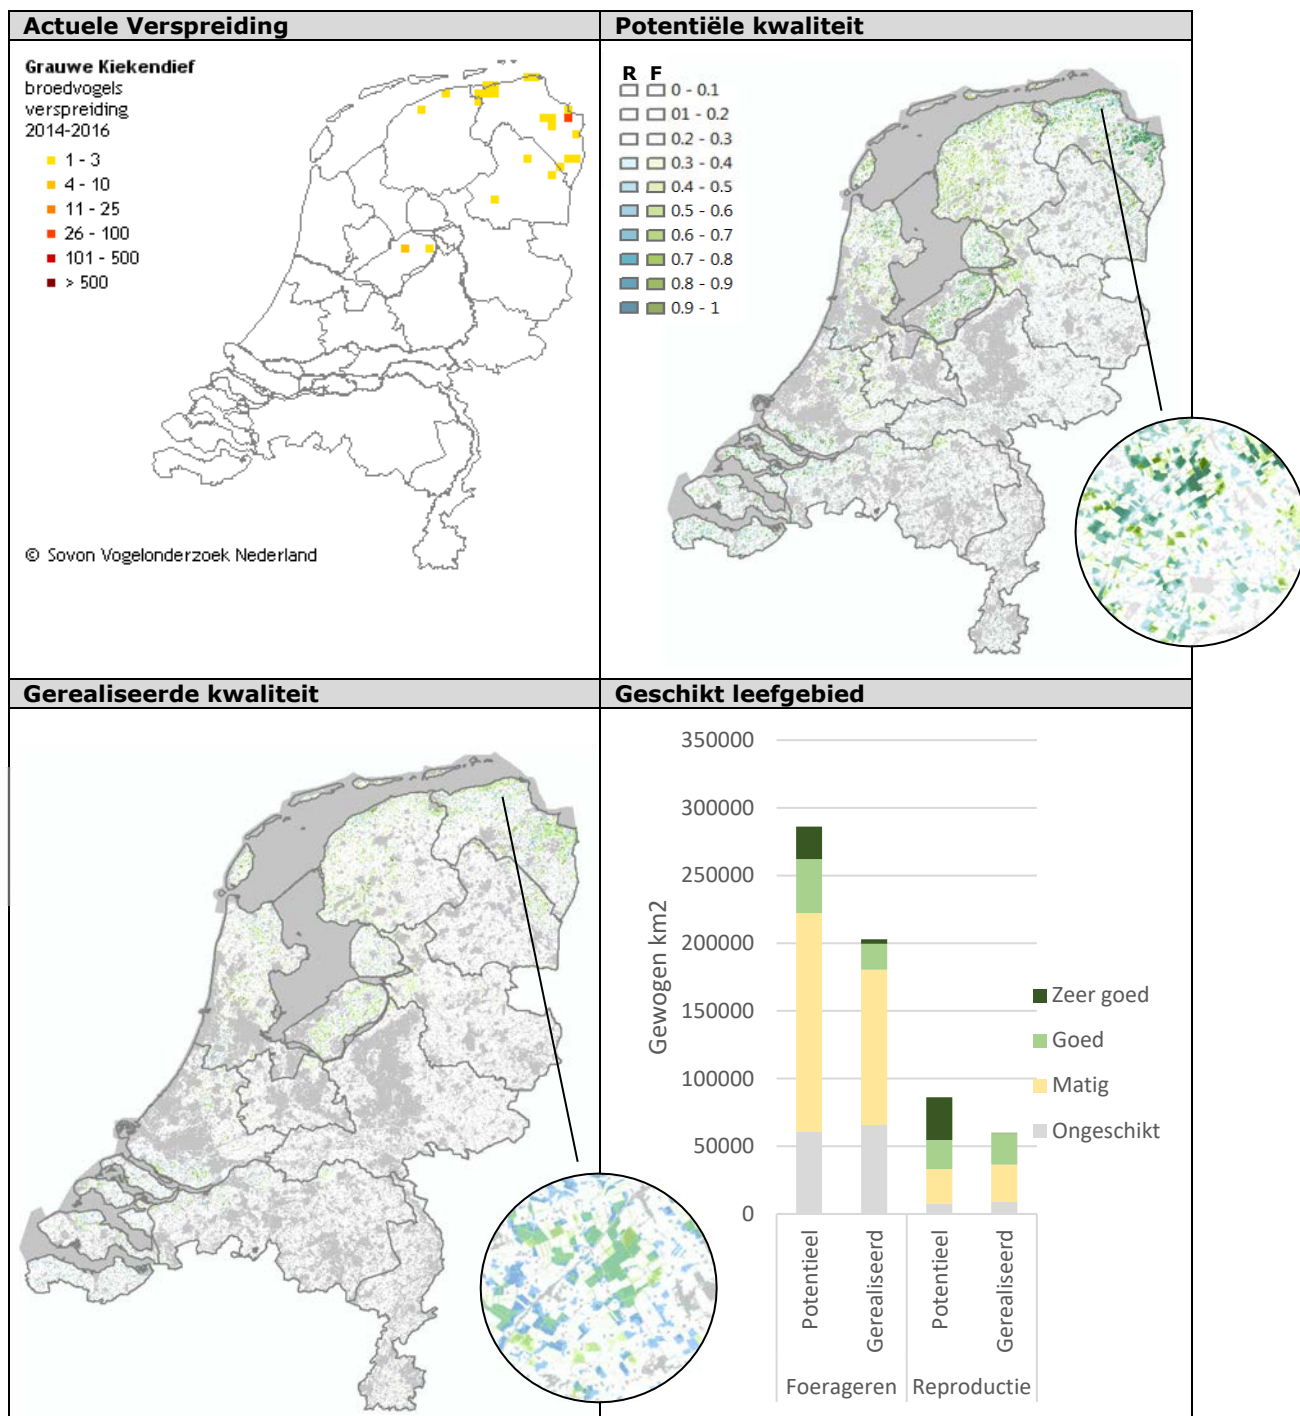 Actuele Verspreiding
Grauwe Kiekendief
broedvogels
verspreiding
2014-2016
1 - 3
4 - 10
11 - 25
26 - 100
101 - 500
> 500
© Sovon Vogelonderzoek Nederland
Potentiële kwaliteit
R F
0 - 0.1
01 - 0.2
0.2 - 0.3
0.3 - 0.4
0.4 - 0.5
0.5 - 0.6
0.6 - 0.7
0.7 - 0.8
0.8 - 0.9
0.9 - 1
Gerealiseerde kwaliteit
Geschikt leefgebied
350000
300000
250000
200000
150000
100000
50000
0
Gewogen km2
Zeer goed
Goed
Matig
Ongeschikt
Potentieel
Gerealiseerd
Potentieel
Gerealiseerd
Foerageren
Reproductie